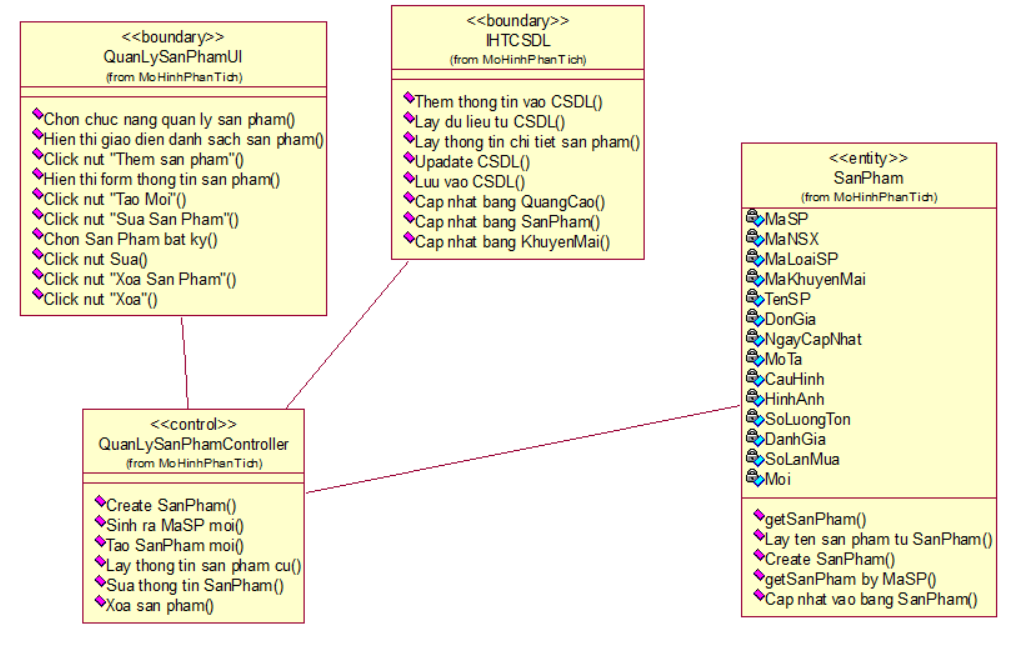 <<boundary>>
QuanLySanPhamUI
(from MoHinhPhanTich)
Chon chuc nang quan ly san pham()
Hien thi giao dien danh sach san pham()
Click nut "Them san pham"()
Hien thi form thong tin san pham()
Click nut "Tao Moi"()
Click nut "Sua San Pham"()
Chon San Pham bat ky()
Click nut Sua()
Click nut "Xoa San Pham"()
Click nut "Xoa"()
<<boundary>>
IHTCSDL
(from MoHinhPhanTich)
Them thong tin vao CSDL()
Lay du lieu tu CSDL()
Lay thong tin chi tiet san pham()
Upadate CSDL()
Luu vao CSDL()
Cap nhat bang QuangCao()
Cap nhat bang SanPham()
Cap nhat bang KhuyenMai()
<<entity>>
SanPham
(from MoHinhPhanTich)
MaSP
MaNSX
MaLoaiSP
MaKhuyenMai
TenSP
DonGia
NgayCapNhat
MoTa
CauHinh
HinhAnh
SoLuongTon
DanhGia
SoLanMua
Moi
getSanPham()
Lay ten san pham tu SanPham()
Create SanPham()
getSanPham by MaSP()
Cap nhat vao bang SanPham()
<<control>>
QuanLySanPhamController
(from MoHinhPhanTich)
Create SanPham()
Sinh ra MaSP moi()
Tao SanPham moi()
Lay thong tin san pham cu()
Sua thong tin SanPham()
Xoa san pham()